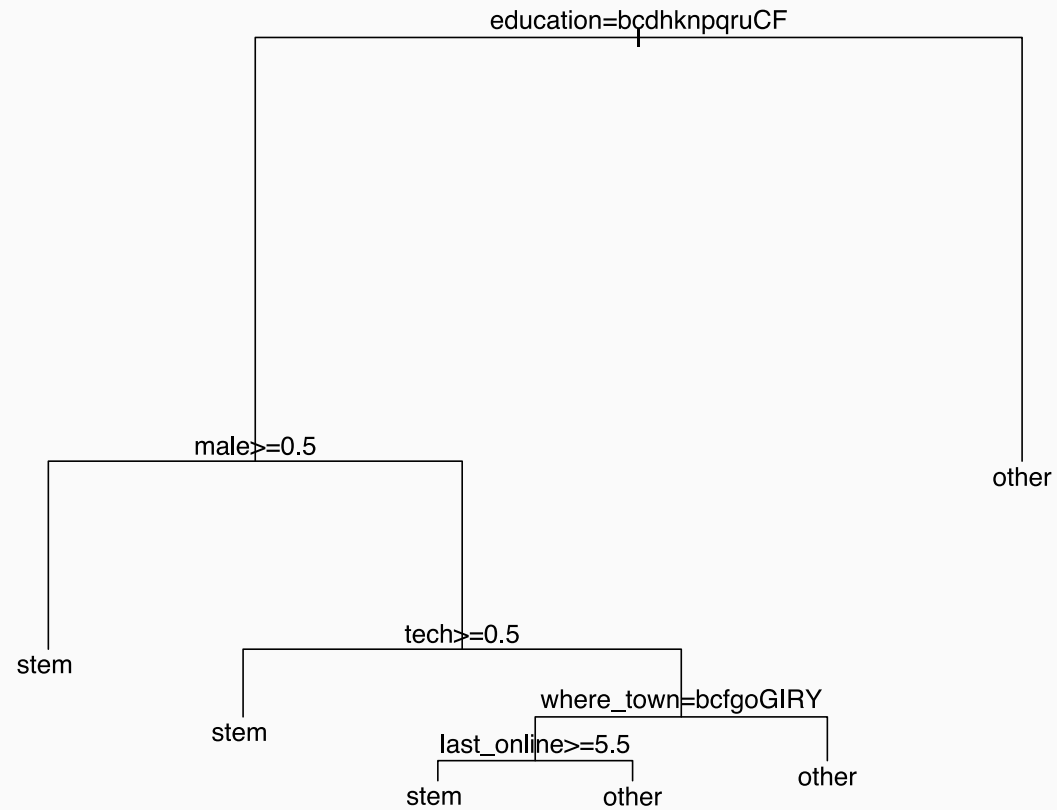 education=bcdhknpqruCF
male>=0.5
other
tech>=0.5
stem
where_town=bcfgoGIRY
stem
last_online>=5.5
other
stem
other